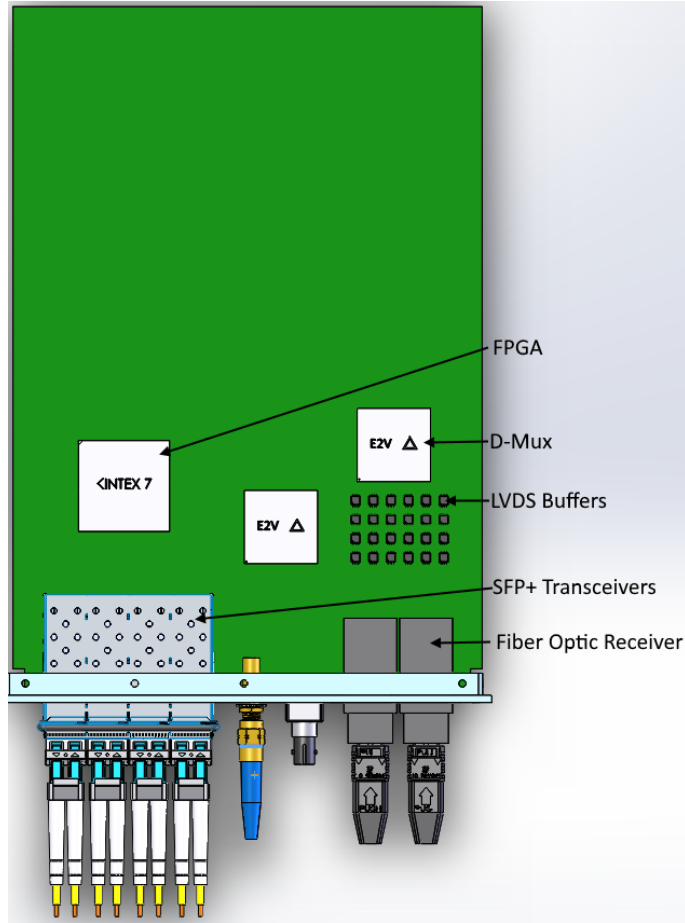 FPGA
D-Mux
E2V
<INTEX 7
LVDS Buffers
E2V
SFP+ Transceivers
Fiber Optic Receiver